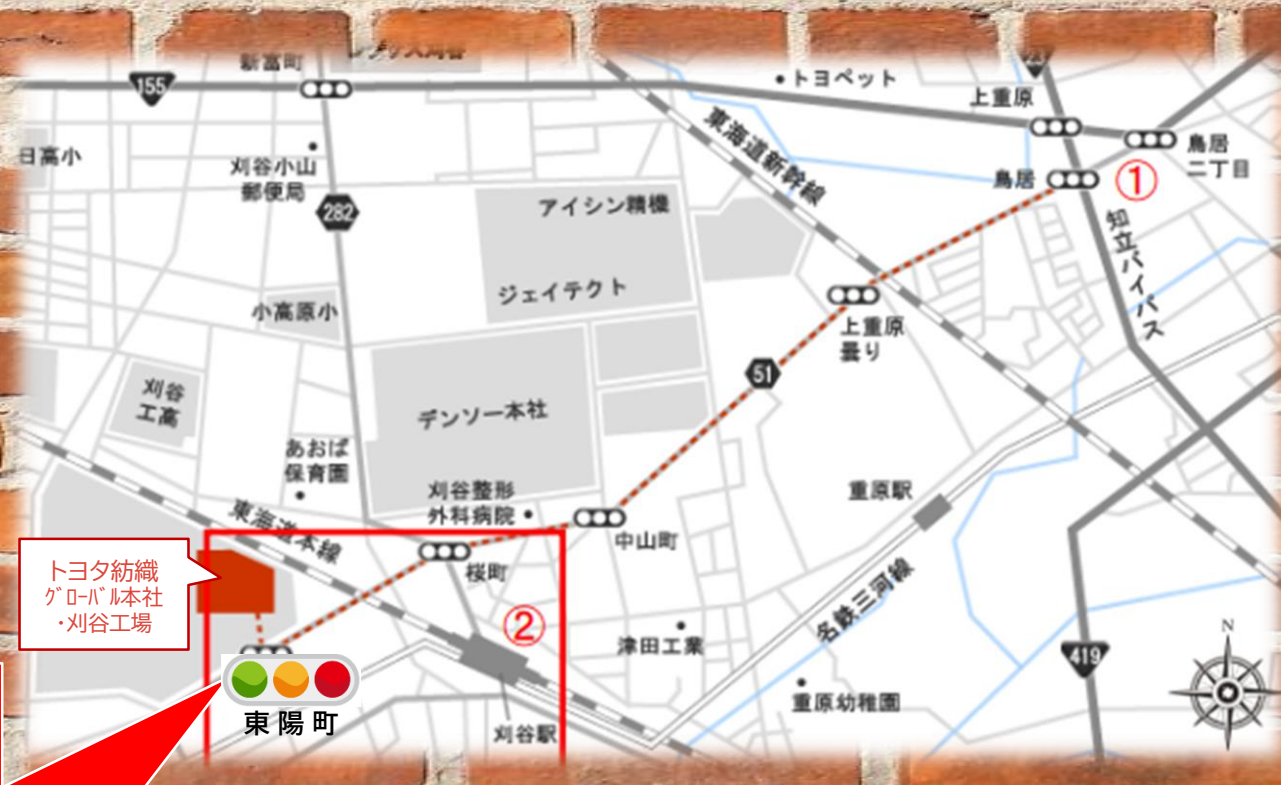 新富町
155
トヨペット
上重原
日高小
東海道新幹線
鳥居
二丁目
刈谷小山
郵便局
鳥居
①
282
アイシン精機
知立バイパス
ジェイテクト
小高原小
上重原
曇り
51
刈谷
工高
デンソー本社
あおば
保育園
刈谷整形
外科病院
重原駅
東海道本線
中山町
桜町
トヨタ紡織
グローバル本社
・刈谷工場
②
名鉄三河線
津田工業
N
419
重原幼稚園
東陽町
刈谷駅